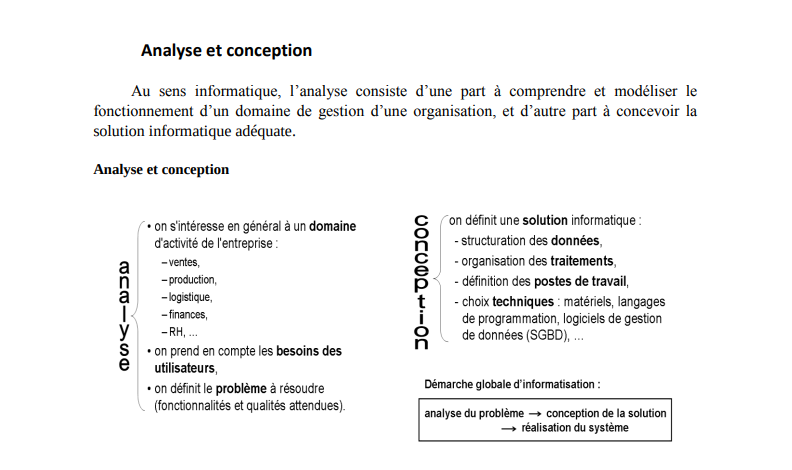 Analyse et conception
Au sens informatique, l’analyse consiste d’une part à comprendre et modéliser le
fonctionnement d’un domaine de gestion d’une organisation, et d’autre part à concevoir la
solution informatique adéquate.
Analyse et conception
analyse
• on s'intéresse en général à un domaine
d'activité de l'entreprise :
– ventes,
– production,
– logistique,
– finances,
– RH, ...
• on prend en compte les besoins des
utilisateurs,
• on définit le problème à résoudre
(fonctionnalités et qualités attendues).
conception
on définit une solution informatique :
- structuration des données,
- organisation des traitements,
- définition des postes de travail,
- choix techniques : matériels, langages
de programmation, logiciels de gestion
de données (SGBD), ...
Démarche globale d'informatisation :
analyse du problème → conception de la solution
→ réalisation du système